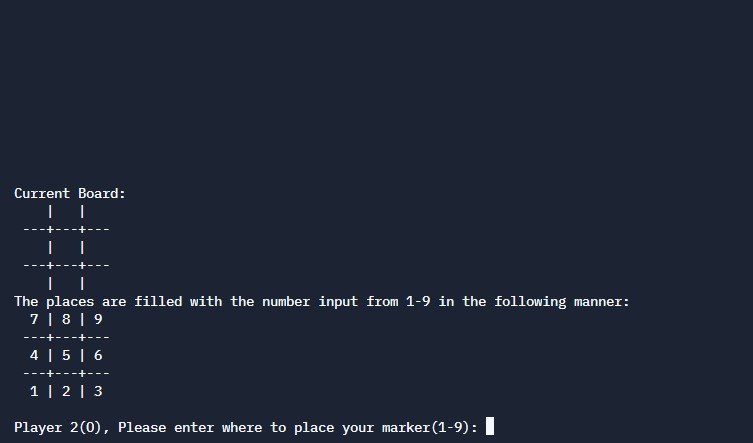 Current Board:
    |   |
 ---+---+---
    |   |
 ---+---+---
    |   |
The places are filled with the number input from 1-9 in the following manner:
  7 | 8 | 9
 ---+---+---
  4 | 5 | 6
 ---+---+---
  1 | 2 | 3
Player 2(O), Please enter where to place your marker(1-9):